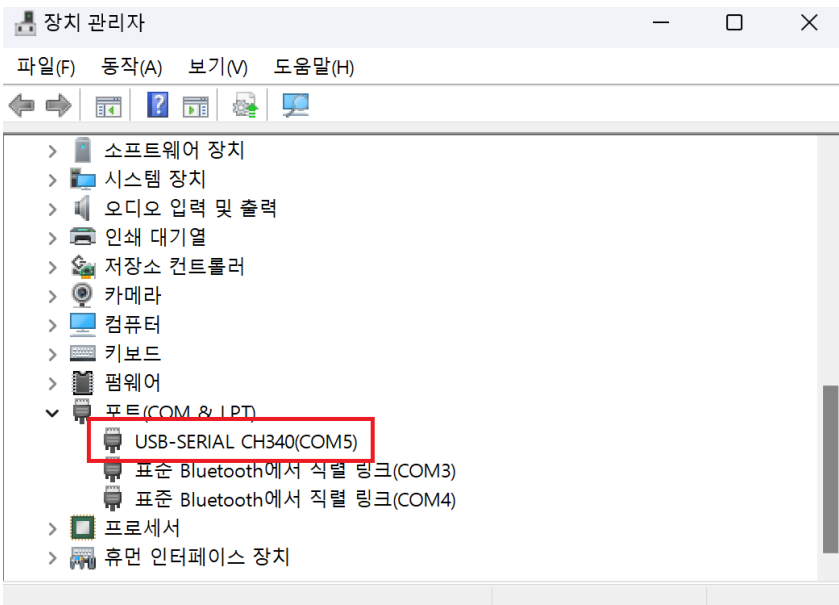 장치 관리자
파일(F) 동작(A) 보기(V) 도움말(H)
소프트웨어 장치
시스템 장치
오디오 입력 및 출력
인쇄 대기열
저장소 컨트롤러
카메라
컴퓨터
키보드
펌웨어
포트(COM & LPT)
USB-SERIAL CH340(COM5)
표준 Bluetooth에서 직렬 링크(COM3)
표준 Bluetooth에서 직렬 링크(COM4)
프로세서
휴먼 인터페이스 장치